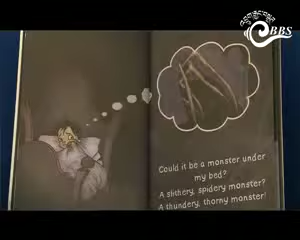 BBS
Could it be a monster under
my bed?
A slithery, spidery monster?
A thundery, thorny monster!